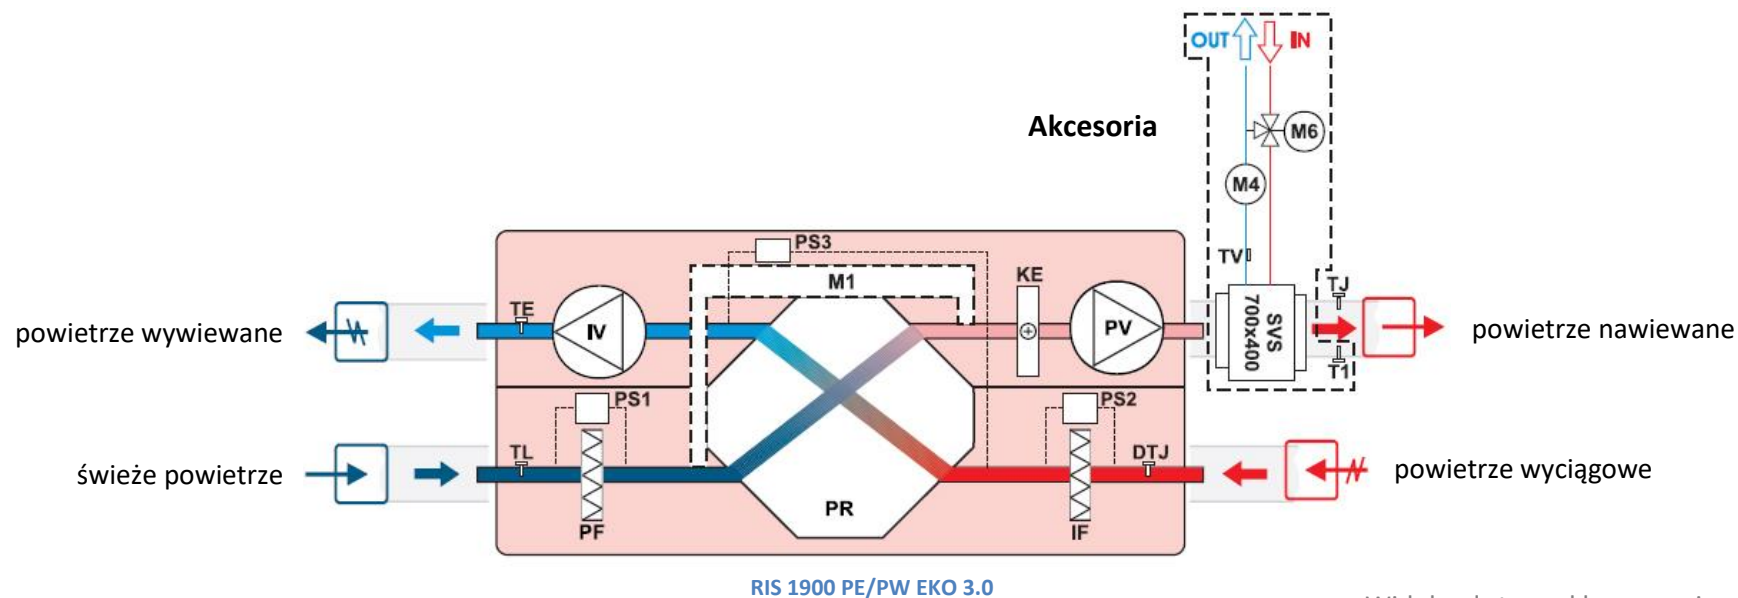 OUT IN
Akcesoria
M6
M4
PS3
TV
KE
M1
TJ
TE
IV
PV
SVS
700x400
powietrze wywiewane
powietrze nawiewane
T1
PS1
PS2
TL
DTJ
świeże powietrze
powietrze wyciągowe
PR
PF
IF
RIS 1900 PE/PW EKO 3.0